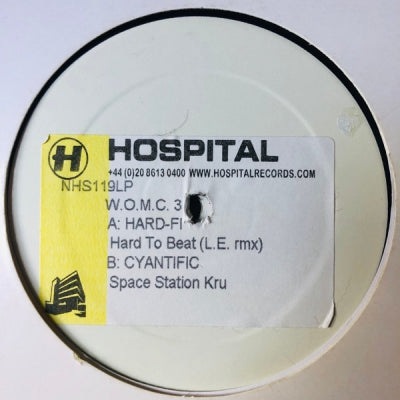 H HOSPITAL
+44 (0)20 8613 0400 WWW.HOSPITALRECORDS.COM
NHS119LP
W.O.M.C. 3
A: HARD-FI
Hard To Beat (L.E. rmx)
B: CYANTIFIC
Space Station Kru